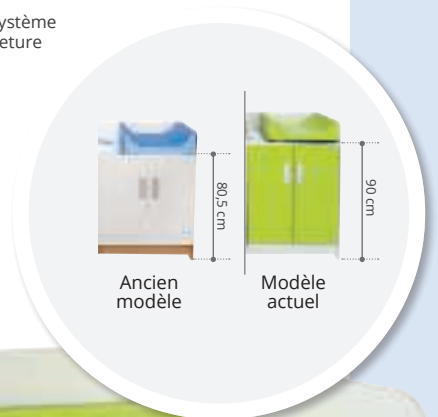 ystème
eture
80,5 cm
90 cm
Ancien
modèle
Modèle
actuel